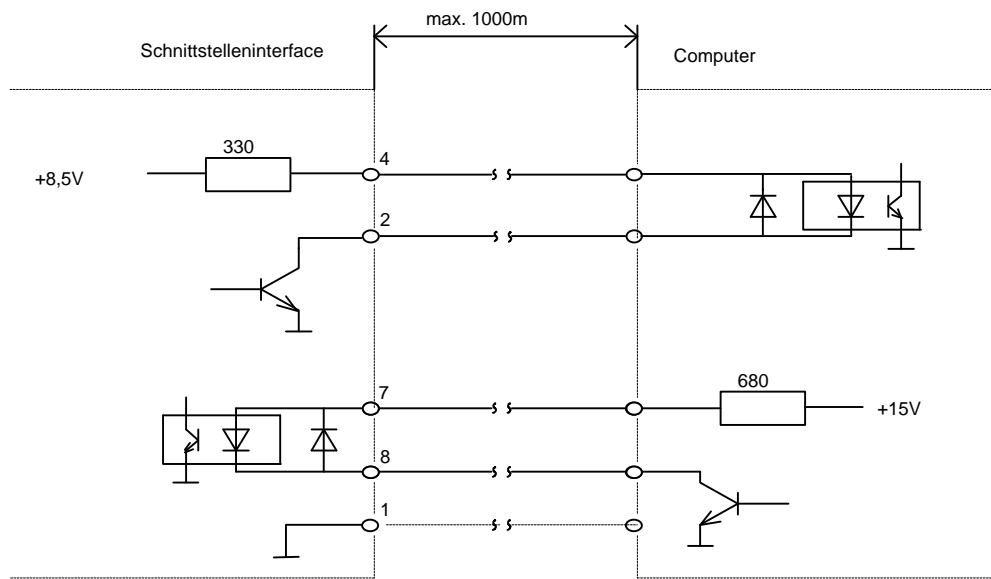 max. 1000m
Schnittstelleninterface
Computer
330
4
+8,5V
2
7
680
+15V
8
1